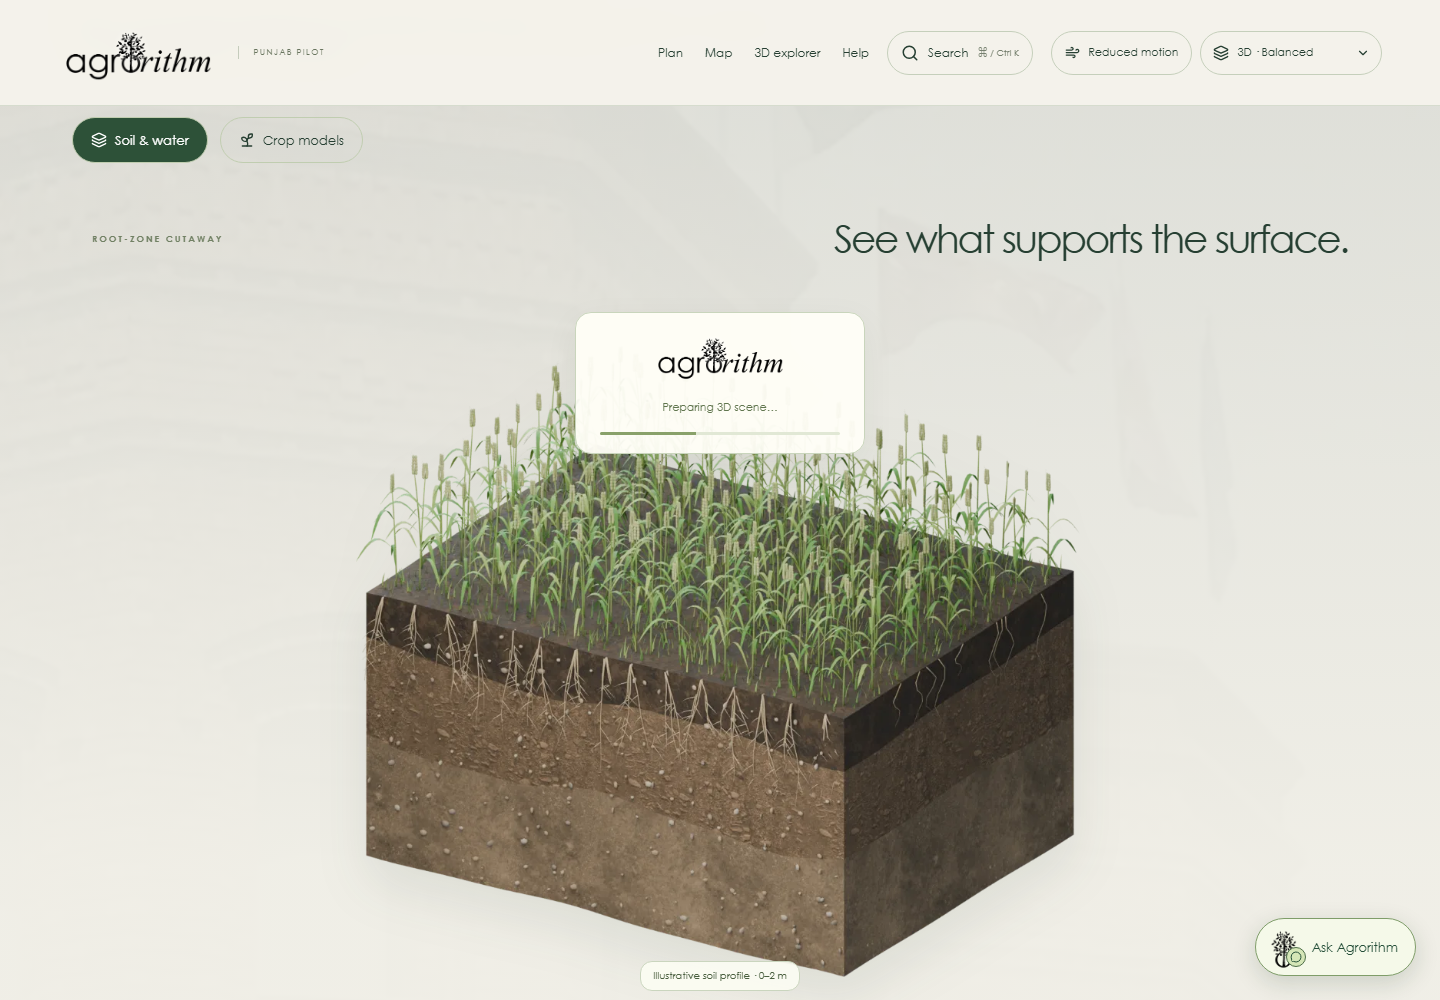 agrorithm
PUNJAB PILOT
Plan
Map
3D explorer
Help
Search ⌘ / Ctrl K
Reduced motion
3D · Balanced
Soil & water
Crop models
ROOT-ZONE CUTAWAY
See what supports the surface.
agrorithm
Preparing 3D scene...
Illustrative soil profile · 0–2 m
Ask Agrorithm